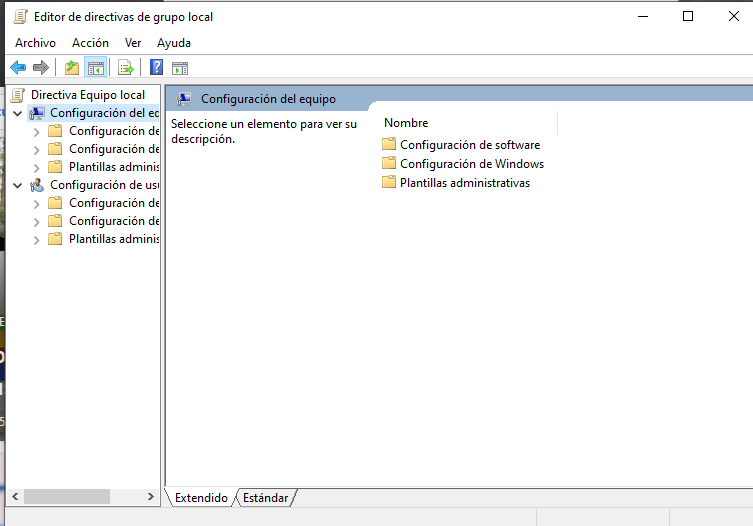 Editor de directivas de grupo local
Archivo Acción Ver Ayuda
Directiva Equipo local
Configuración del eq
Configuración de
Configuración de
Plantillas adminis
Configuración de usu
Configuración de
Configuración de
Plantillas adminis
Configuración del equipo
Seleccione un elemento para ver su
descripción.
Nombre
Configuración de software
Configuración de Windows
Plantillas administrativas
Extendido Estándar